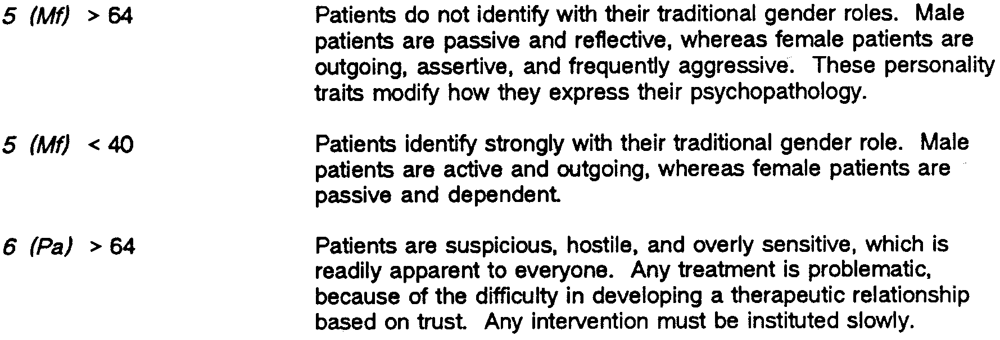 5 (Mf) > 64 Patients do not identify with their traditional gender roles. Male
patients are passive and reflective, whereas female patients are
outgoing, assertive, and frequently aggressive. These personality
traits modify how they express their psychopathology.
5 (Mf) < 40 Patients identify strongly with their traditional gender role. Male
patients are active and outgoing, whereas female patients are
passive and dependent.
6 (Pa) > 64 Patients are suspicious, hostile, and overly sensitive, which is
readily apparent to everyone. Any treatment is problematic,
because of the difficulty in developing a therapeutic relationship
based on trust. Any intervention must be instituted slowly.